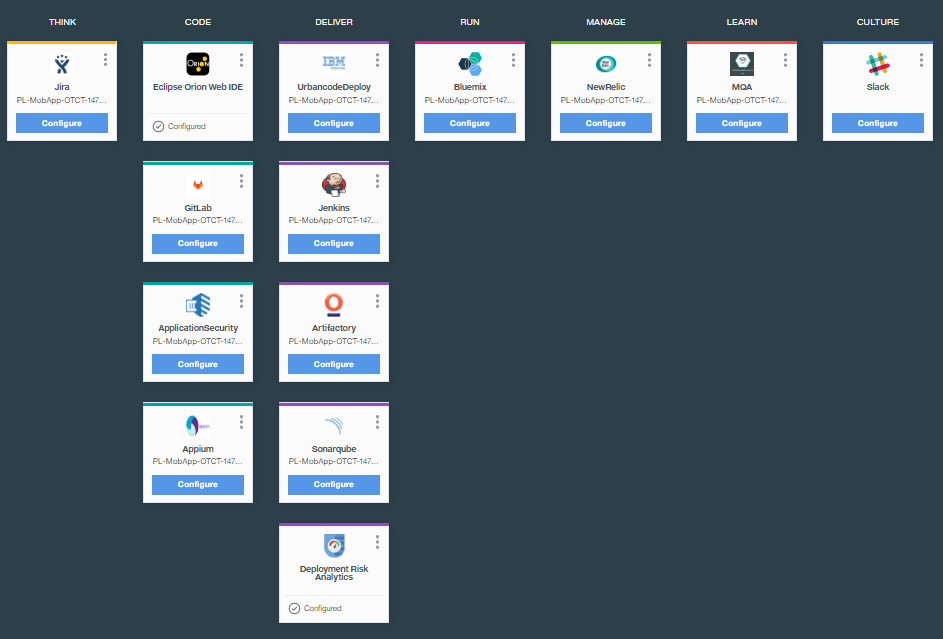 THINK
CODE
DELIVER
RUN
MANAGE
LEARN
CULTURE
Jira
PL-MobApp-OTCT-147...
Configure
ORION
Eclipse Orion Web IDE
Configured
IBM
UrbancodeDeploy
PL-MobApp-OTCT-147...
Configure
Bluemix
PL-MobApp-OTCT-147...
Configure
NewRelic
PL-MobApp-OTCT-147...
Configure
MQA
PL-MobApp-OTCT-147...
Configure
Slack
Configure
GitLab
PL-MobApp-OTCT-147...
Configure
Jenkins
PL-MobApp-OTCT-147...
Configure
ApplicationSecurity
PL-MobApp-OTCT-147...
Configure
Artifactory
PL-MobApp-OTCT-147...
Configure
Appium
PL-MobApp-OTCT-147...
Configure
Sonarqube
PL-MobApp-OTCT-147...
Configure
Deployment Risk
Analytics
Configured